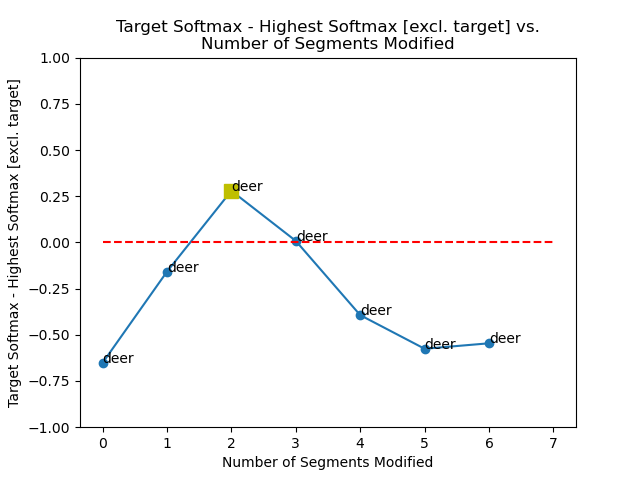 Target Softmax - Highest Softmax [excl. target] vs.
Number of Segments Modified
Target Softmax - Highest Softmax [excl. target]
1.00
0.75
0.50
0.25
0.00
−0.25
−0.50
−0.75
−1.00
deer
deer
deer
deer
deer
deer
deer
0 1 2 3 4 5 6 7
Number of Segments Modified